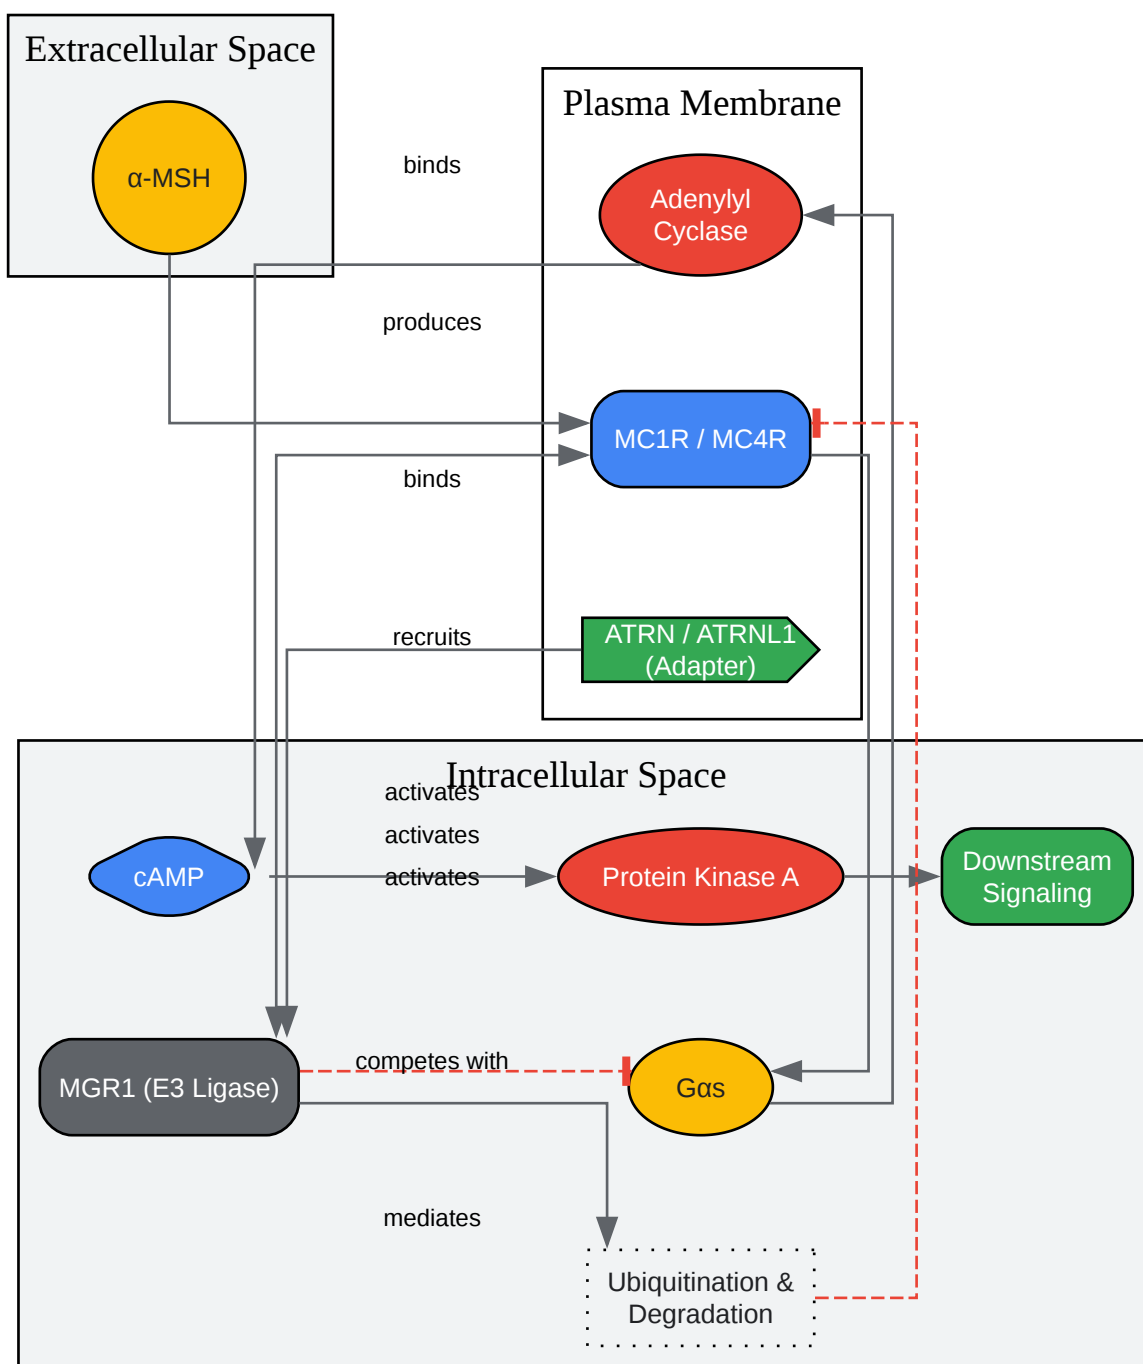 Extracellular Space
α-MSH
Plasma Membrane
binds
Adenylyl
Cyclase
produces
MC1R / MC4R
binds
recruits
ATRN / ATRNL1
(Adapter)
Intracellular Space
activates
activates
activates
cAMP
Protein Kinase A
Downstream
Signaling
MGR1 (E3 Ligase)
competes with
Gαs
mediates
Ubiquitination &
Degradation